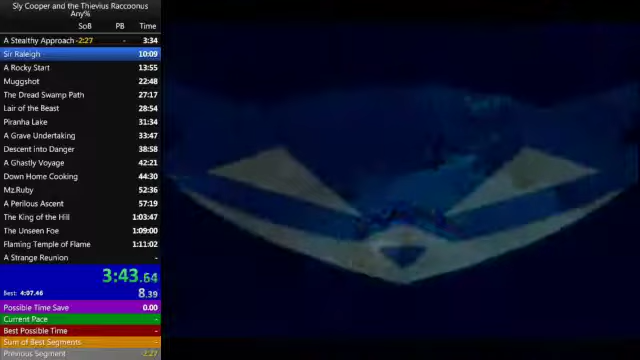 Sly Cooper and the Thievius Raccoonus
Any%
SoB PB Time
A Stealthy Approach -2:27 - 3:34
Sir Raleigh 10:09
A Rocky Start 13:55
Muggshot 22:48
The Dread Swamp Path 27:17
Lair of the Beast 28:54
Piranha Lake 31:34
A Grave Undertaking 33:47
Descent into Danger 38:58
A Ghastly Voyage 42:21
Down Home Cooking 44:30
Mz.Ruby 52:36
A Perilous Ascent 57:19
The King of the Hill 1:03:47
The Unseen Foe 1:09:00
Flaming Temple of Flame 1:11:02
A Strange Reunion -
3:43.64
Best: 4:07.46 8.39
Possible Time Save 0.00
Current Pace -
Best Possible Time -
Sum of Best Segments -
Previous Segment -2:27